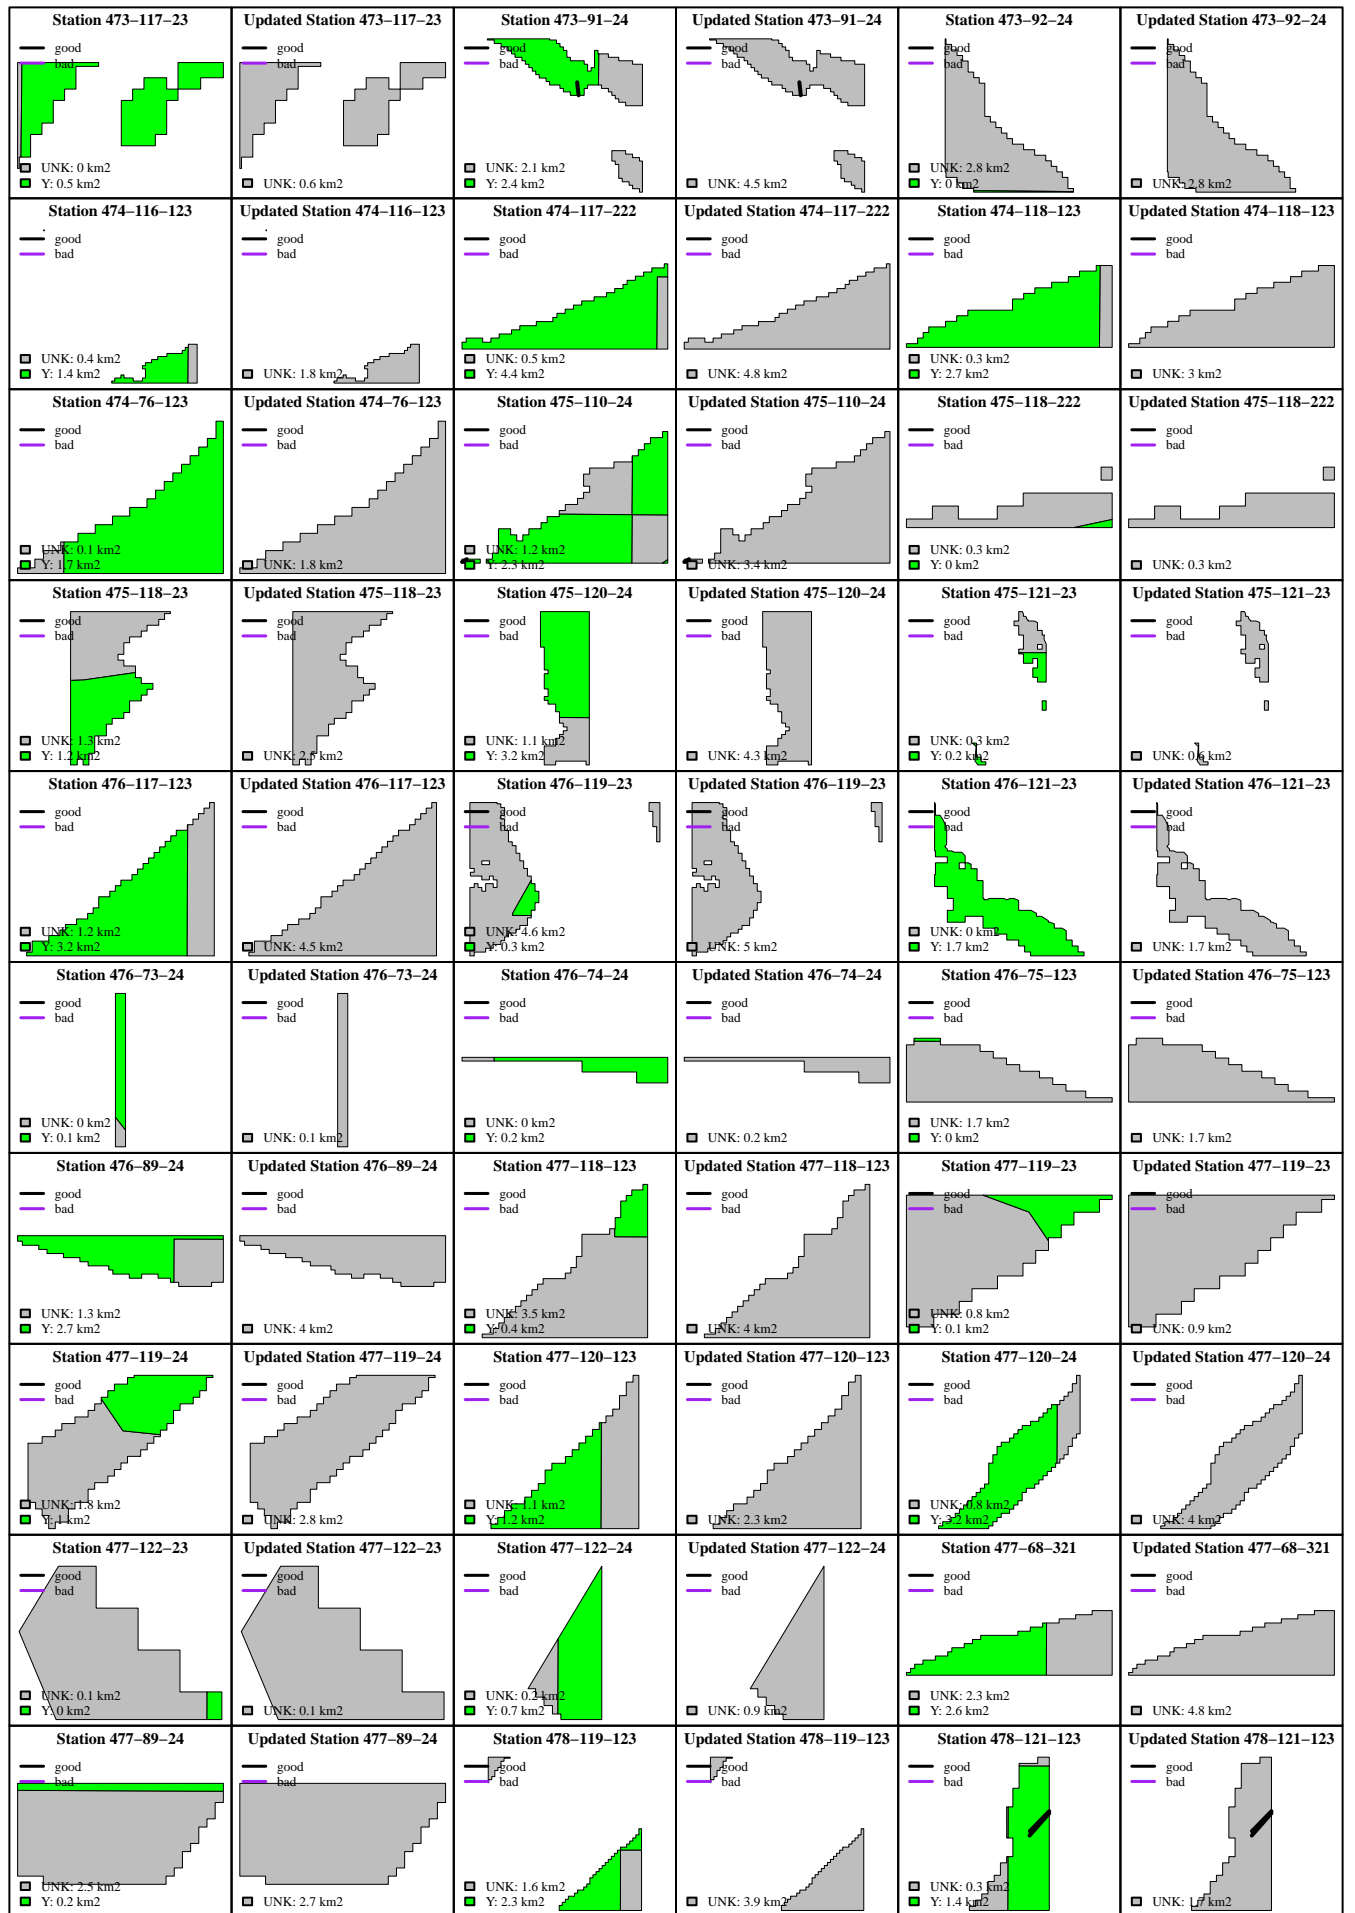 Station 473−117−23
good
bad
UNK: 0 km2
Y: 0.5 km2
Updated Station 473−117−23
good
bad
UNK: 0.6 km2
Station 473−91−24
good
bad
UNK: 2.1 km2
Y: 2.4 km2
Updated Station 473−91−24
good
bad
UNK: 4.5 km2
Station 473−92−24
good
bad
UNK: 2.8 km2
Y: 0 km2
Updated Station 473−92−24
good
bad
UNK: 2.8 km2
Station 474−116−123
good
bad
UNK: 0.4 km2
Y: 1.4 km2
Updated Station 474−116−123
good
bad
UNK: 1.8 km2
Station 474−117−222
good
bad
UNK: 0.5 km2
Y: 4.4 km2
Updated Station 474−117−222
good
bad
UNK: 4.8 km2
Station 474−118−123
good
bad
UNK: 0.3 km2
Y: 2.7 km2
Updated Station 474−118−123
good
bad
UNK: 3 km2
Station 474−76−123
good
bad
UNK: 0.1 km2
Y: 1.7 km2
Updated Station 474−76−123
good
bad
UNK: 1.8 km2
Station 475−110−24
good
bad
UNK: 1.2 km2
Y: 2.3 km2
Updated Station 475−110−24
good
bad
UNK: 3.4 km2
Station 475−118−222
good
bad
UNK: 0.3 km2
Y: 0 km2
Updated Station 475−118−222
good
bad
UNK: 0.3 km2
Station 475−118−23
good
bad
UNK: 1.3 km2
Y: 1.2 km2
Updated Station 475−118−23
good
bad
UNK: 2.5 km2
Station 475−120−24
good
bad
UNK: 1.1 km2
Y: 3.2 km2
Updated Station 475−120−24
good
bad
UNK: 4.3 km2
Station 475−121−23
good
bad
UNK: 0.3 km2
Y: 0.2 km2
Updated Station 475−121−23
good
bad
UNK: 0.6 km2
Station 476−117−123
good
bad
UNK: 1.2 km2
Y: 3.2 km2
Updated Station 476−117−123
good
bad
UNK: 4.5 km2
Station 476−119−23
good
bad
UNK: 4.6 km2
Y: 0.3 km2
Updated Station 476−119−23
good
bad
UNK: 5 km2
Station 476−121−23
good
bad
UNK: 0 km2
Y: 1.7 km2
Updated Station 476−121−23
good
bad
UNK: 1.7 km2
Station 476−73−24
good
bad
UNK: 0 km2
Y: 0.1 km2
Updated Station 476−73−24
good
bad
UNK: 0.1 km2
Station 476−74−24
good
bad
UNK: 0 km2
Y: 0.2 km2
Updated Station 476−74−24
good
bad
UNK: 0.2 km2
Station 476−75−123
good
bad
UNK: 1.7 km2
Y: 0 km2
Updated Station 476−75−123
good
bad
UNK: 1.7 km2
Station 476−89−24
good
bad
UNK: 1.3 km2
Y: 2.7 km2
Updated Station 476−89−24
good
bad
UNK: 4 km2
Station 477−118−123
good
bad
UNK: 3.5 km2
Y: 0.4 km2
Updated Station 477−118−123
good
bad
UNK: 4 km2
Station 477−119−23
good
bad
UNK: 0.8 km2
Y: 0.1 km2
Updated Station 477−119−23
good
bad
UNK: 0.9 km2
Station 477−119−24
good
bad
UNK: 1.8 km2
Y: 1 km2
Updated Station 477−119−24
good
bad
UNK: 2.8 km2
Station 477−120−123
good
bad
UNK: 1.1 km2
Y: 1.2 km2
Updated Station 477−120−123
good
bad
UNK: 2.3 km2
Station 477−120−24
good
bad
UNK: 0.8 km2
Y: 3.2 km2
Updated Station 477−120−24
good
bad
UNK: 4 km2
Station 477−122−23
good
bad
UNK: 0.1 km2
Y: 0 km2
Updated Station 477−122−23
good
bad
UNK: 0.1 km2
Station 477−122−24
good
bad
UNK: 0.2 km2
Y: 0.7 km2
Updated Station 477−122−24
good
bad
UNK: 0.9 km2
Station 477−68−321
good
bad
UNK: 2.3 km2
Y: 2.6 km2
Updated Station 477−68−321
good
bad
UNK: 4.8 km2
Station 477−89−24
good
bad
UNK: 2.5 km2
Y: 0.2 km2
Updated Station 477−89−24
good
bad
UNK: 2.7 km2
Station 478−119−123
good
bad
UNK: 1.6 km2
Y: 2.3 km2
Updated Station 478−119−123
good
bad
UNK: 3.9 km2
Station 478−121−123
good
bad
UNK: 0.3 km2
Y: 1.4 km2
Updated Station 478−121−123
good
bad
UNK: 1.7 km2